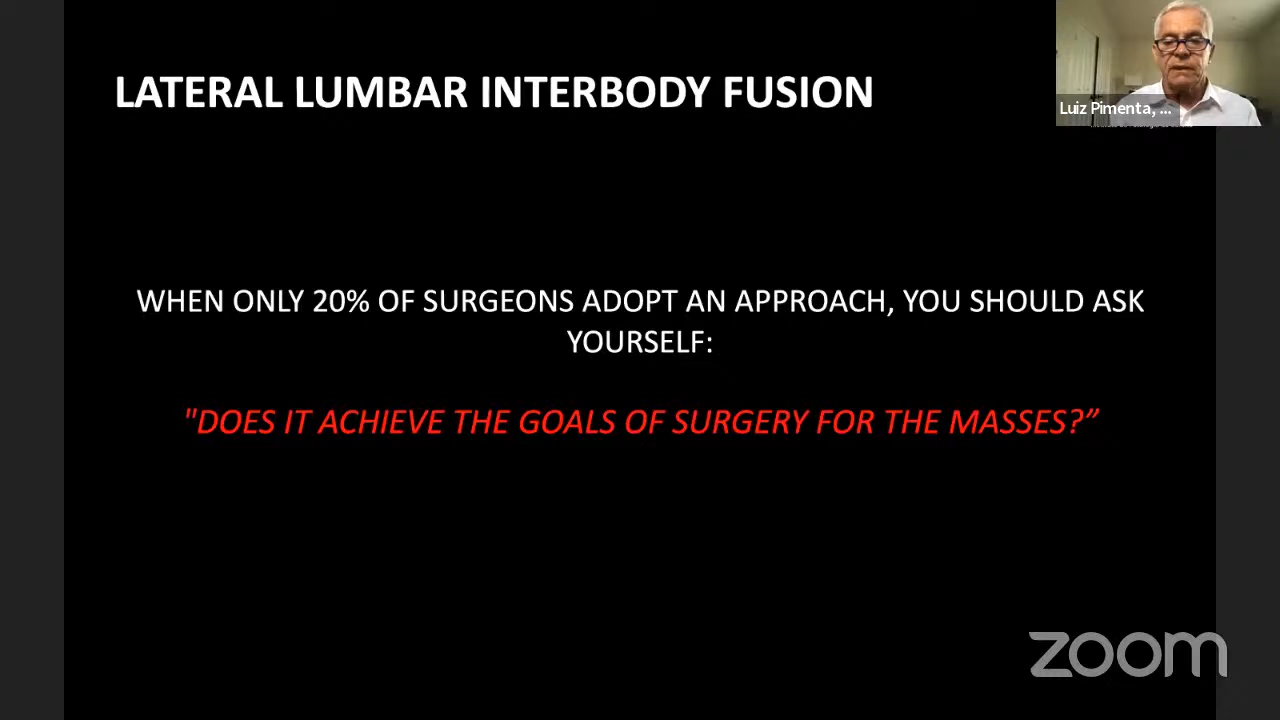 LATERAL LUMBAR INTERBODY FUSION
Luiz Pimenta, ...
WHEN ONLY 20% OF SURGEONS ADOPT AN APPROACH, YOU SHOULD ASK
YOURSELF:
"DOES IT ACHIEVE THE GOALS OF SURGERY FOR THE MASSES?”
zoom